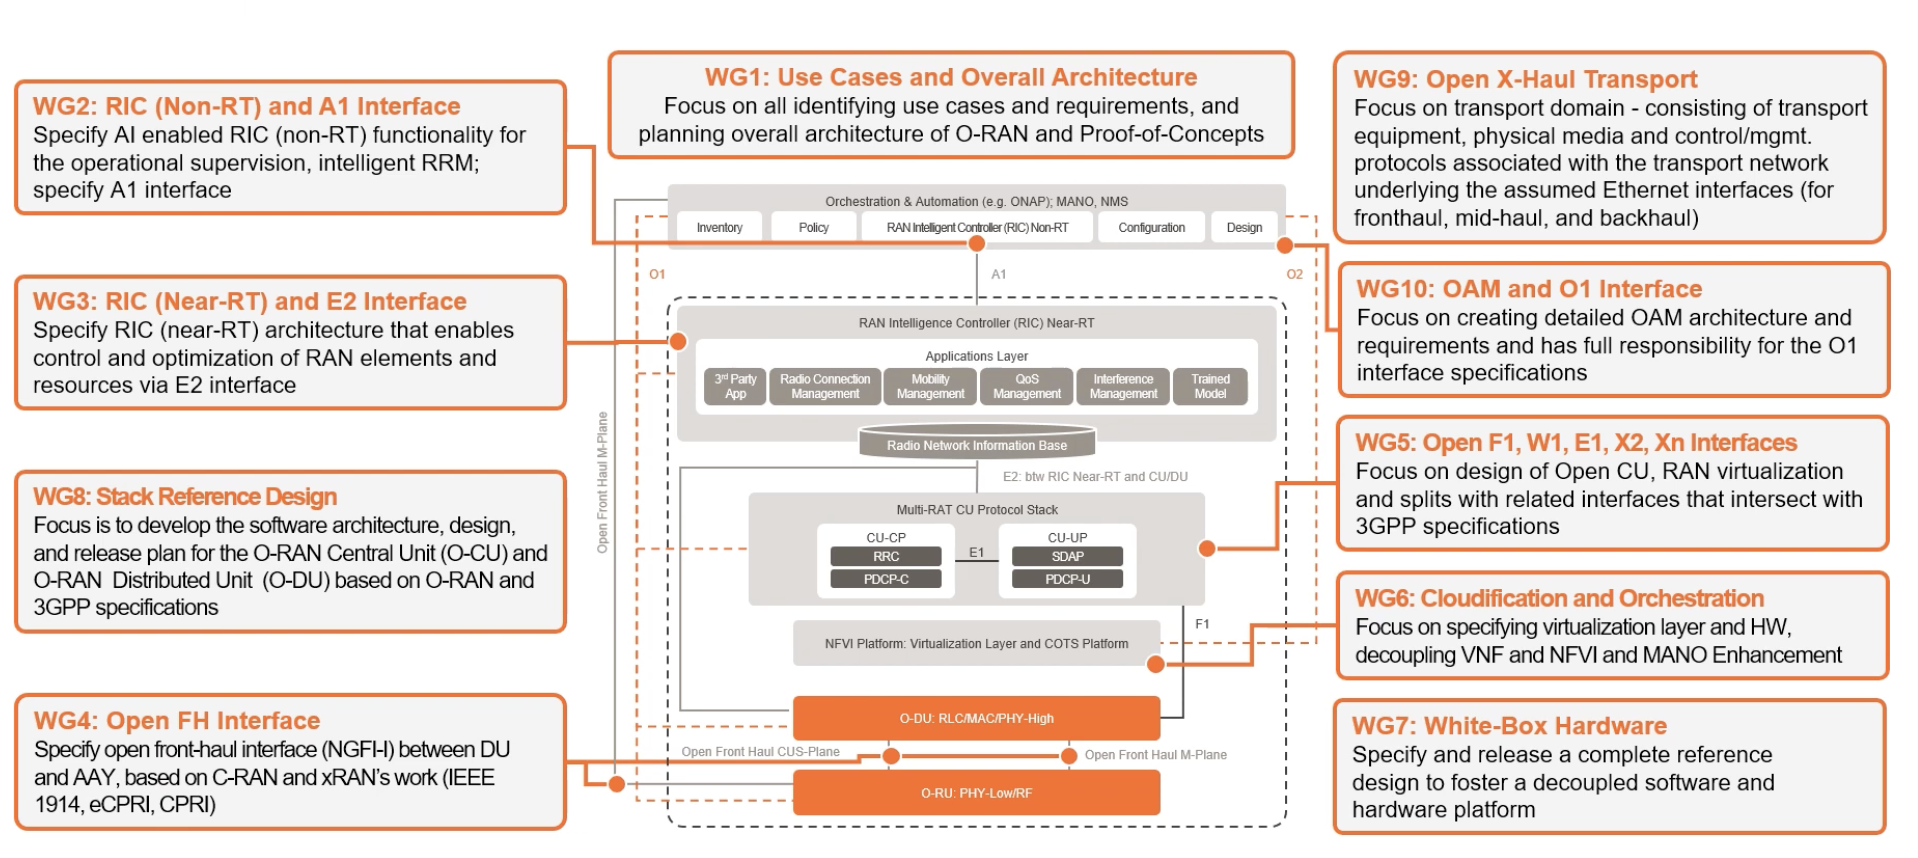 WG1: Use Cases and Overall Architecture
Focus on all identifying use cases and requirements, and
planning overall architecture of O-RAN and Proof-of-Concepts
WG2: RIC (Non-RT) and A1 Interface
Specify AI enabled RIC (non-RT) functionality for
the operational supervision, intelligent RRM;
specify A1 interface
WG3: RIC (Near-RT) and E2 Interface
Specify RIC (near-RT) architecture that enables
control and optimization of RAN elements and
resources via E2 interface
WG8: Stack Reference Design
Focus is to develop the software architecture, design,
and release plan for the O-RAN Central Unit (O-CU) and
O-RAN Distributed Unit (O-DU) based on O-RAN and
3GPP specifications
WG4: Open FH Interface
Specify open front-haul interface (NGFI-I) between DU
and AAY, based on C-RAN and xRAN's work (IEEE
1914, eCPRI, CPRI)
Orchestration & Automation (e.g. ONAP); MANO, NMS
Inventory
Policy
RAN Intelligent Controller (RIC) Non-RT
Configuration
Design
O1
A1
O2
RAN Intelligence Controller (RIC) Near-RT
Applications Layer
3rd Party
App
Radio Connection
Management
Mobility
Management
QoS
Management
Interference
Management
Trained
Model
Radio Network Information Base
Open Front Haul M-Plane
E2: btw RIC Near-RT and CU/DU
Multi-RAT CU Protocol Stack
CU-CP
RRC
PDCP-C
E1
CU-UP
SDAP
PDCP-U
F1
NFVI Platform: Virtualization Layer and COTS Platform
O-DU: RLC/MAC/PHY-High
Open Front Haul CUS-Plane
Open Front Haul M-Plane
O-RU: PHY-Low/RF
WG9: Open X-Haul Transport
Focus on transport domain - consisting of transport
equipment, physical media and control/mgmt.
protocols associated with the transport network
underlying the assumed Ethernet interfaces (for
fronthaul, mid-haul, and backhaul)
WG10: OAM and O1 Interface
Focus on creating detailed OAM architecture and
requirements and has full responsibility for the O1
interface specifications
WG5: Open F1, W1, E1, X2, Xn Interfaces
Focus on design of Open CU, RAN virtualization
and splits with related interfaces that intersect with
3GPP specifications
WG6: Cloudification and Orchestration
Focus on specifying virtualization layer and HW,
decoupling VNF and NFVI and MANO Enhancement
WG7: White-Box Hardware
Specify and release a complete reference
design to foster a decoupled software and
hardware platform